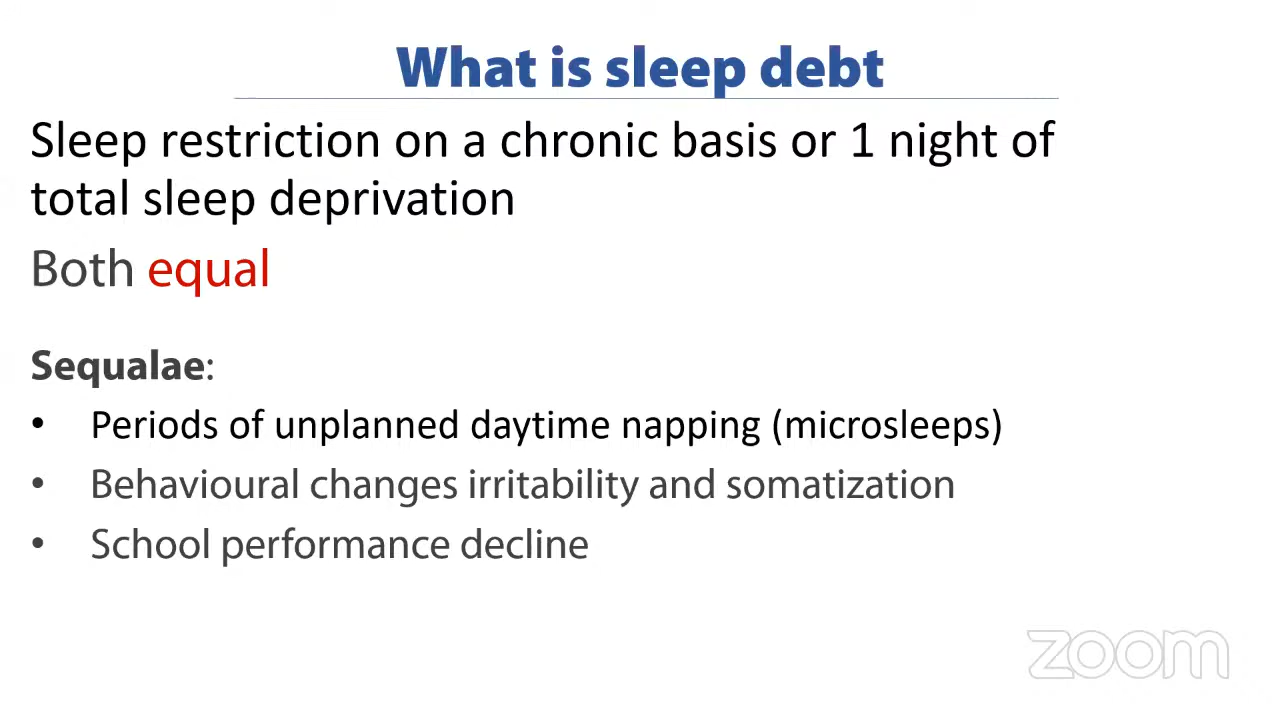 What is sleep debt
Sleep restriction on a chronic basis or 1 night of
total sleep deprivation
Both equal
Sequalae:
• Periods of unplanned daytime napping (microsleeps)
• Behavioural changes irritability and somatization
• School performance decline
zoom